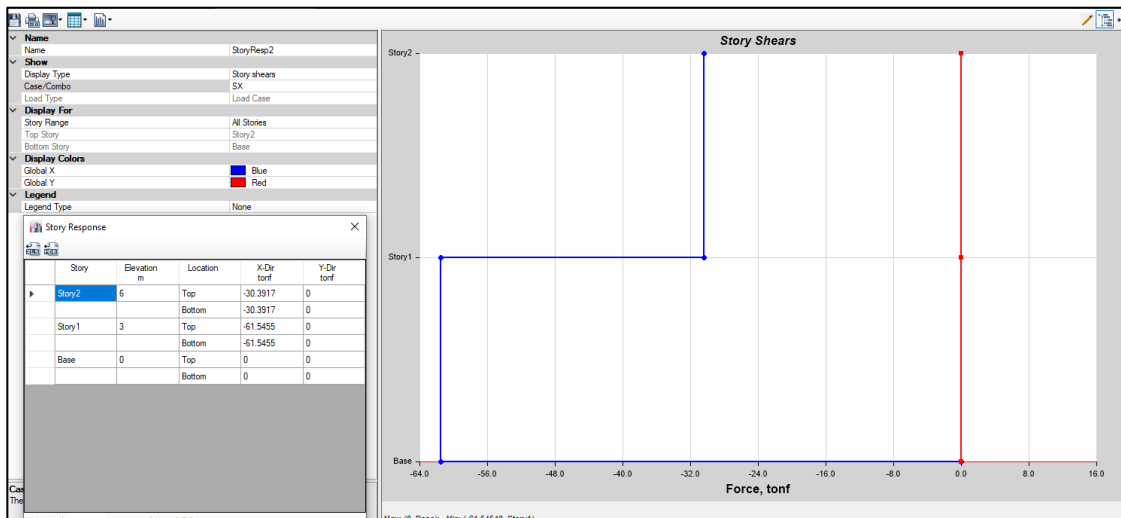 Name
Name StoryResp2
Show
Display Type Story shears
Case/Combo SX
Load Type Load Case
Display For
Story Range All Stories
Top Story Story2
Bottom Story Base
Display Colors
Global X Blue
Global Y Red
Legend
Legend Type None
Story Response
Story Elevation Location X-Dir Y-Dir
m tonf tonf
Story2 6 Top -30.3917 0
Bottom -30.3917 0
Story1 3 Top -61.5455 0
Bottom -61.5455 0
Base 0 Top 0 0
Bottom 0 0
Cas
The
Story Shears
Story2
Story1
Base
-64.0 -56.0 -48.0 -40.0 -32.0 -24.0 -16.0 -8.0 0.0 8.0 16.0
Force, tonf